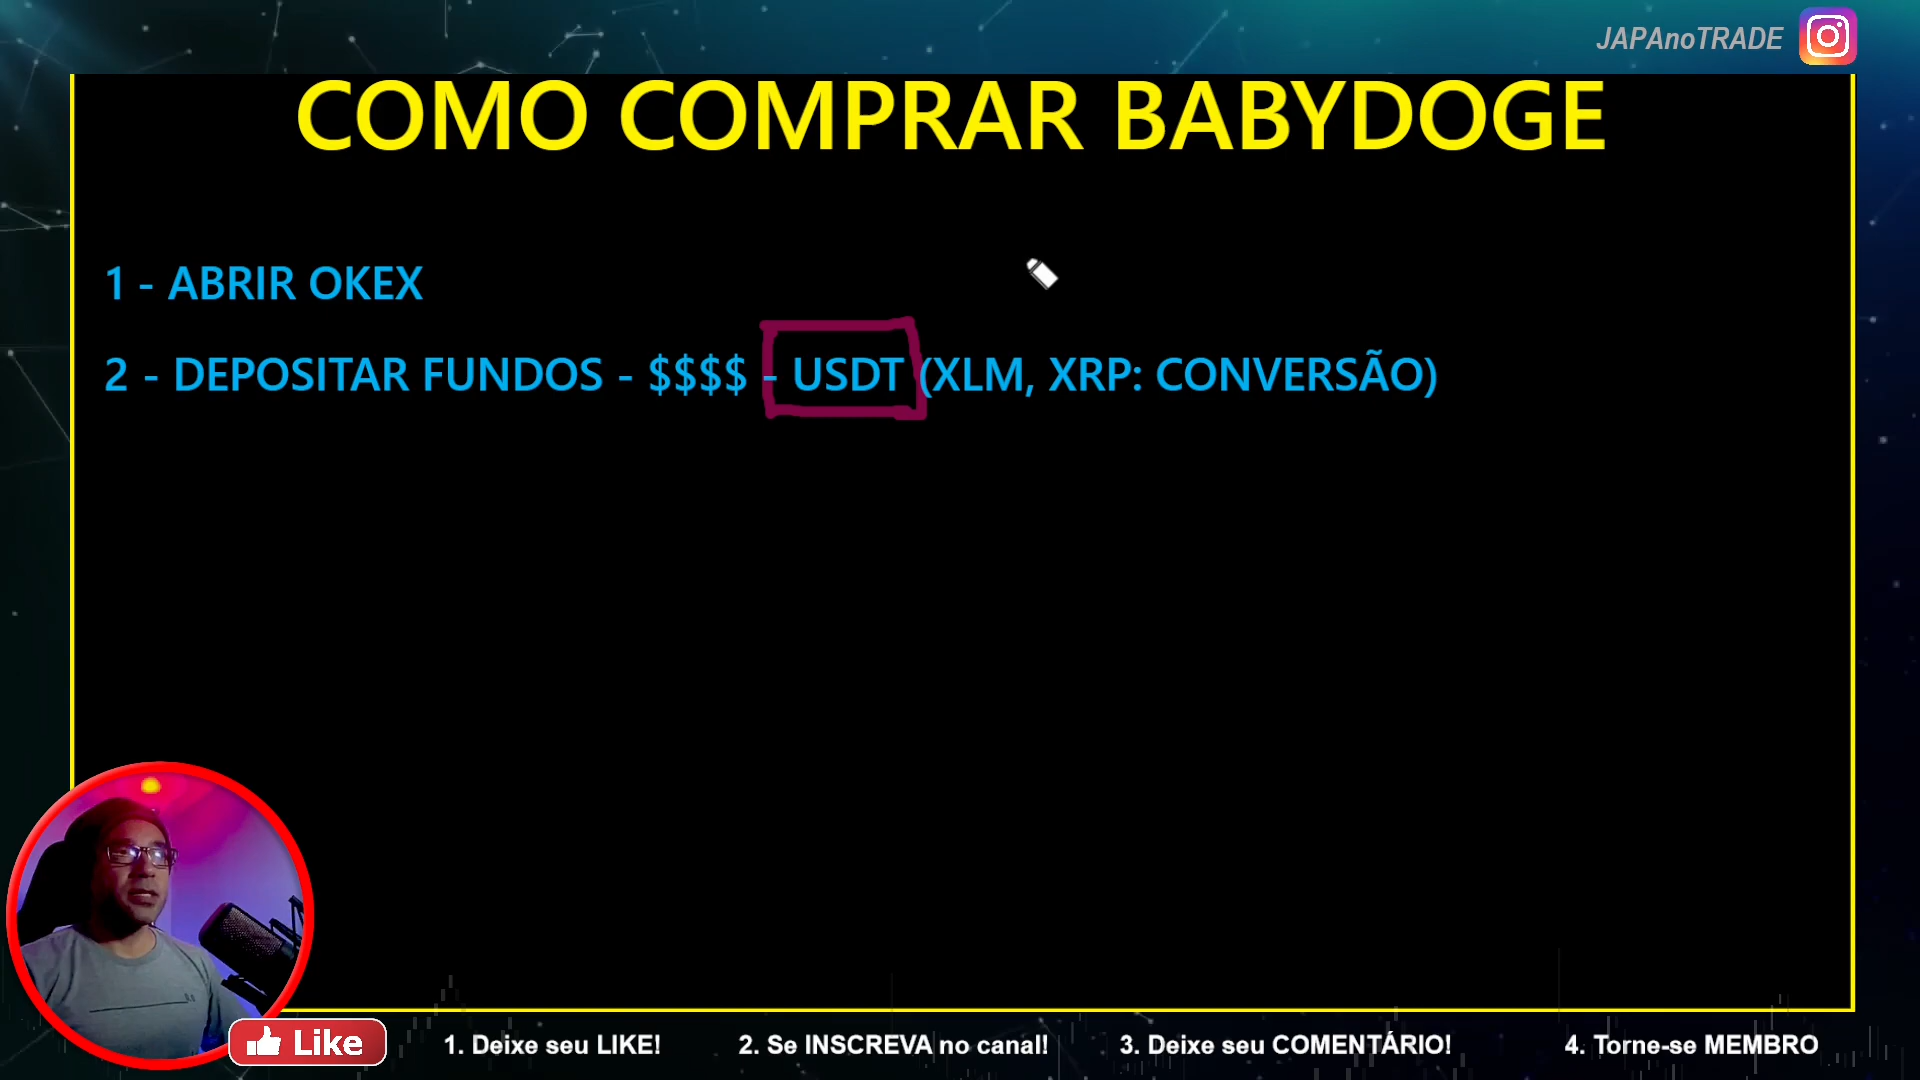 JAPAnoTRADE
COMO COMPRAR BABYDOGE
1 - ABRIR OKEX
2 - DEPOSITAR FUNDOS - $$$$ - USDT (XLM, XRP: CONVERSÃO)
Like
1. Deixe seu LIKE! 2. Se INSCREVA no canal! 3. Deixe seu COMENTÁRIO! 4. Torne-se MEMBRO